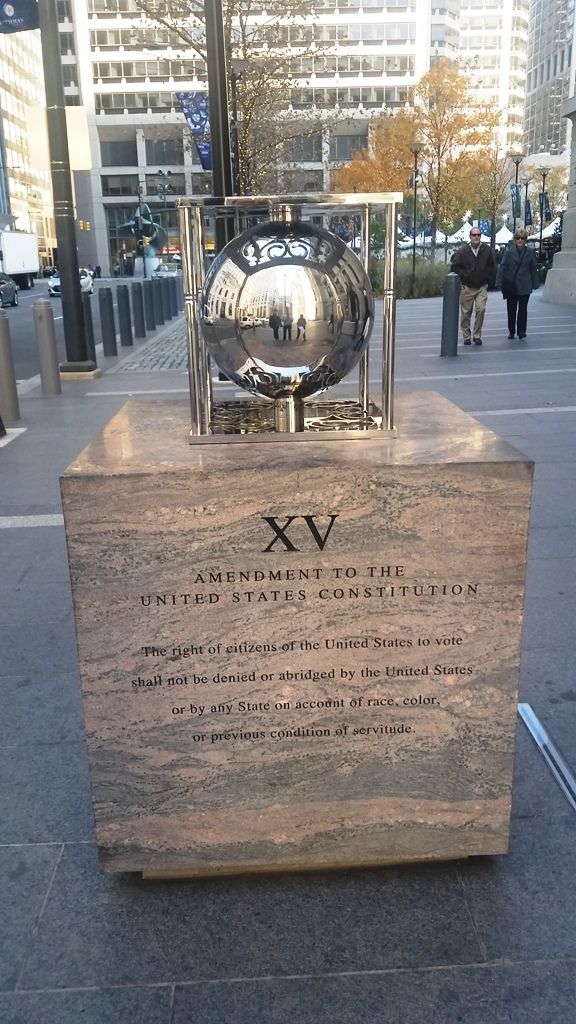 XV
AMENDMENT TO THE
UNITED STATES CONSTITUTION
The right of citizens of the United States to vote
shall not be denied or abridged by the United States
or by any State on account of race, color,
or previous condition of servitude.